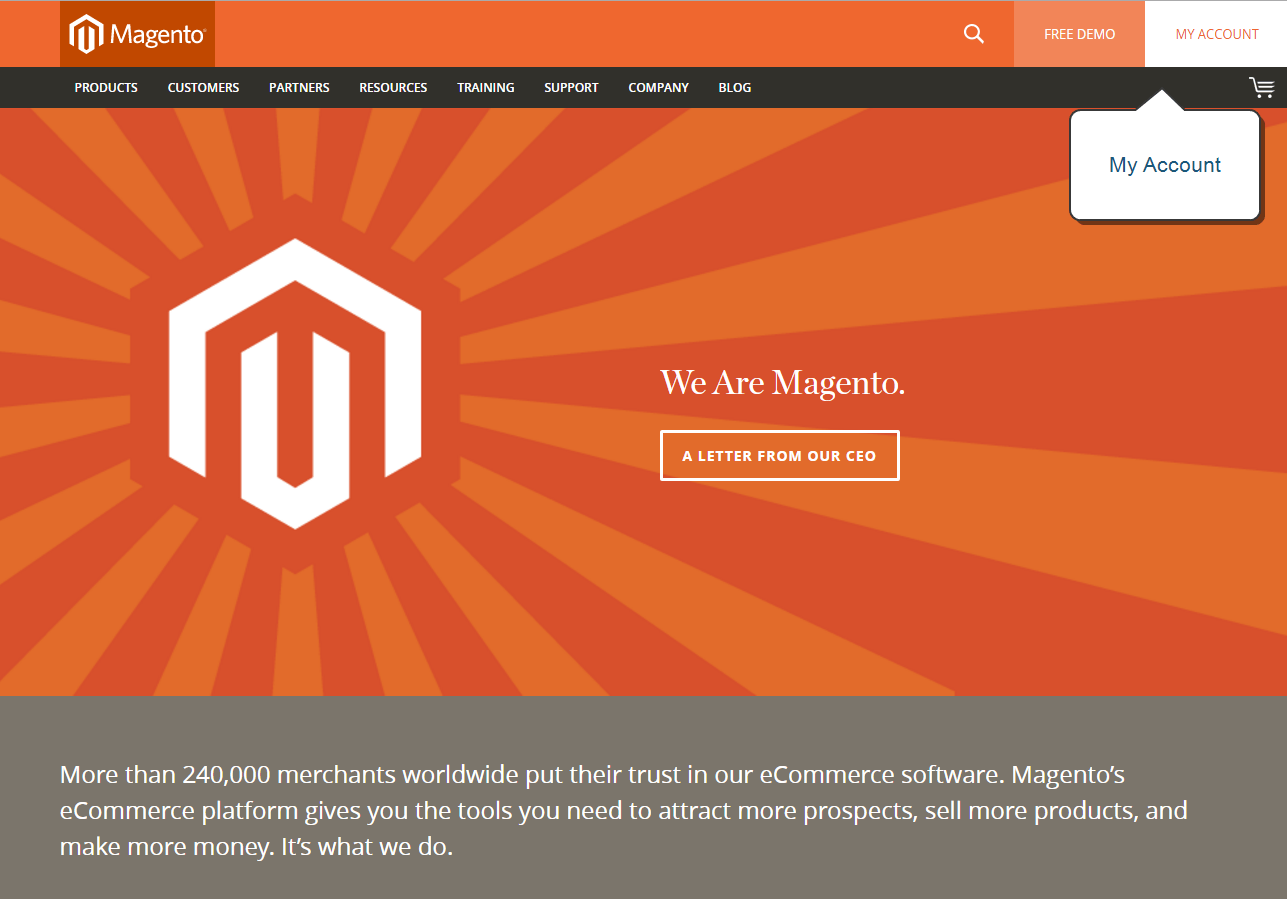 Magento
FREE DEMO
MY ACCOUNT
PRODUCTS CUSTOMERS PARTNERS RESOURCES TRAINING SUPPORT COMPANY BLOG
My Account
We Are Magento.
A LETTER FROM OUR CEO
More than 240,000 merchants worldwide put their trust in our eCommerce software. Magento’s
eCommerce platform gives you the tools you need to attract more prospects, sell more products, and
make more money. It’s what we do.